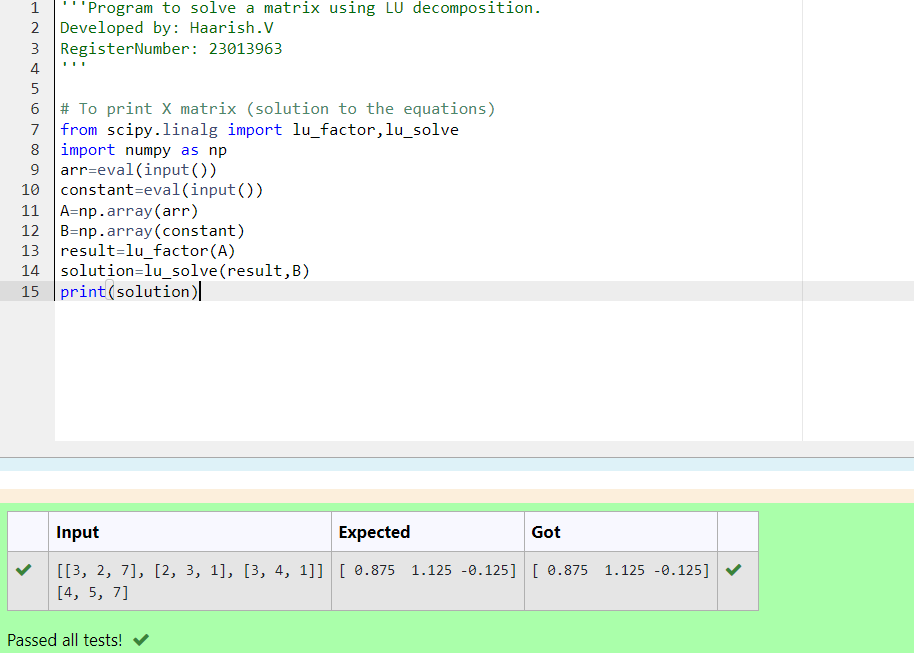 1 '''Program to solve a matrix using LU decomposition.
2 Developed by: Haarish.V
3 RegisterNumber: 23013963
4 '''
5
6 # To print X matrix (solution to the equations)
7 from scipy.linalg import lu_factor,lu_solve
8 import numpy as np
9 arr=eval(input())
10 constant=eval(input())
11 A=np.array(arr)
12 B=np.array(constant)
13 result=lu_factor(A)
14 solution=lu_solve(result,B)
15 print(solution)
Input Expected Got
[[3, 2, 7], [2, 3, 1], [3, 4, 1]] [ 0.875  1.125 -0.125] [ 0.875  1.125 -0.125]
[4, 5, 7]
Passed all tests!